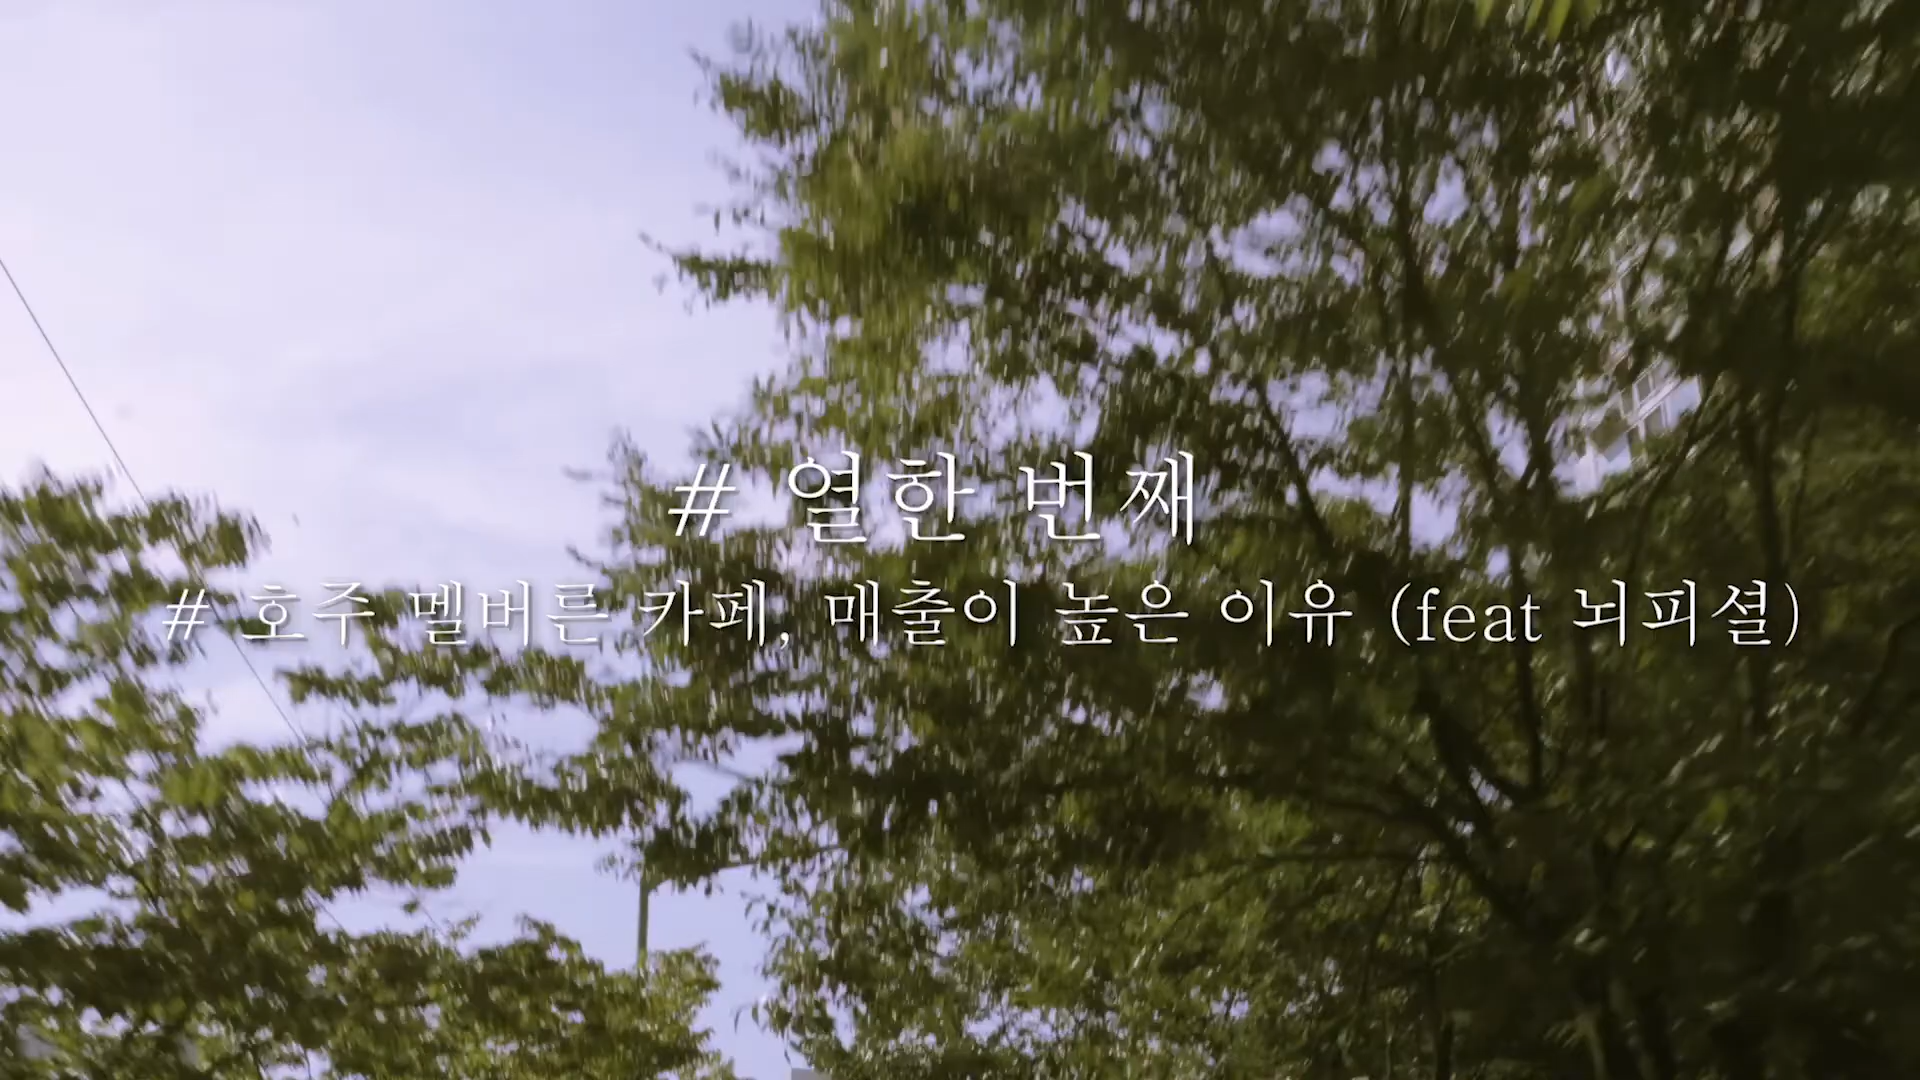 # 열한 번째
# 호주 멜버른 카페, 매출이 높은 이유 (feat 뇌피셜)